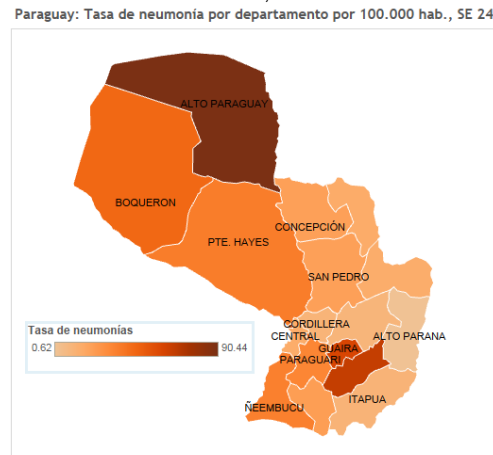 Paraguay: Tasa de neumonía por departamento por 100.000 hab., SE 24
ALTO PARAGUAY
BOQUERON
PTE. HAYES
CONCEPCIÓN
SAN PEDRO
CORDILLERA
CENTRAL
ALTO PARANA
GUAIRA
PARAGUARI
ITAPUA
ÑEEMBUCU
Tasa de neumonías
0.62 90.44